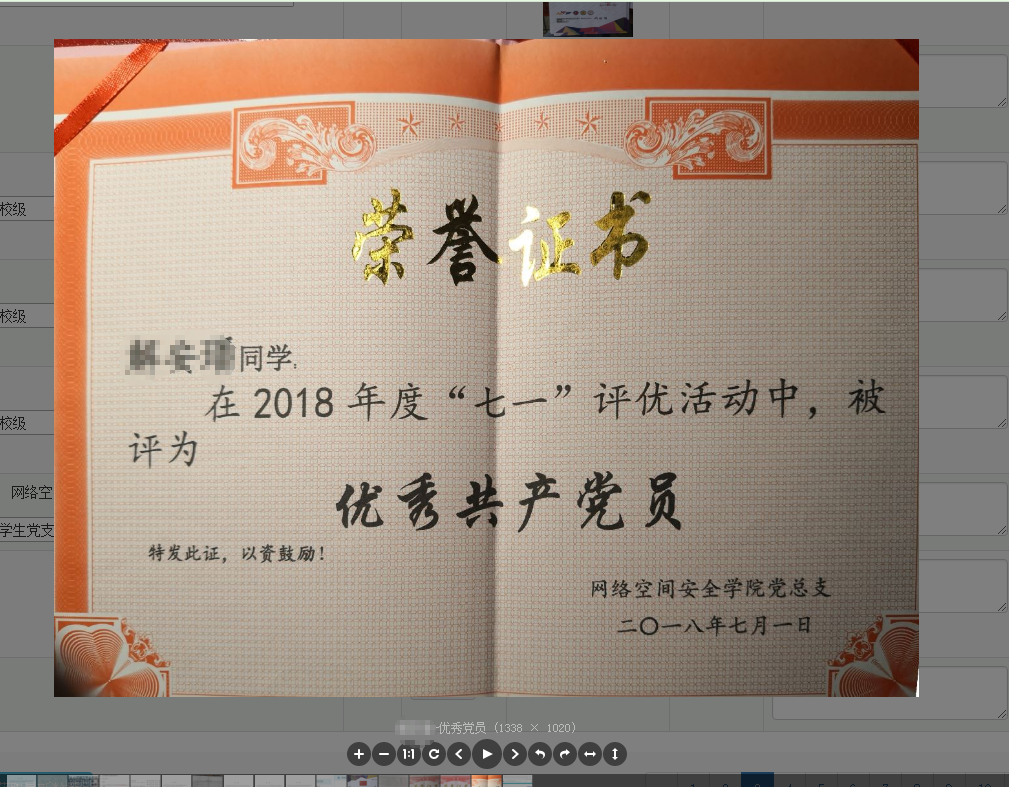 校级
校级
校级
网络空
学生党支
荣誉证书
同学:
在 2018 年度“七一”评优活动中，被
评为
优秀共产党员
特发此证，以资鼓励！
网络空间安全学院党总支
二〇一八年七月一日
-优秀党员 (1338 × 1020)
1:1